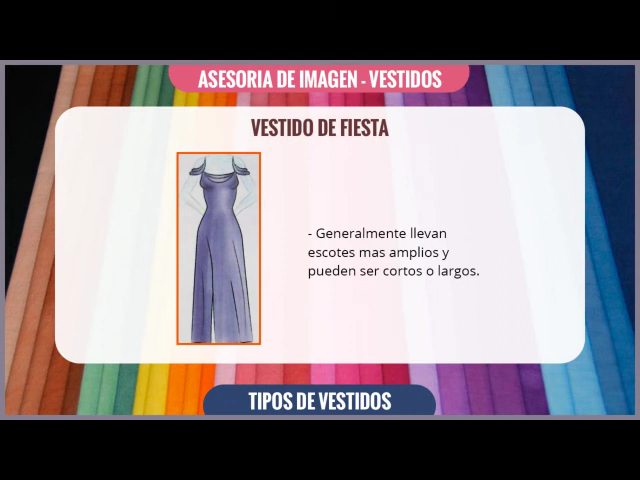 ASESORIA DE IMAGEN - VESTIDOS
VESTIDO DE FIESTA
- Generalmente llevan
escotes mas amplios y
pueden ser cortos o largos.
TIPOS DE VESTIDOS